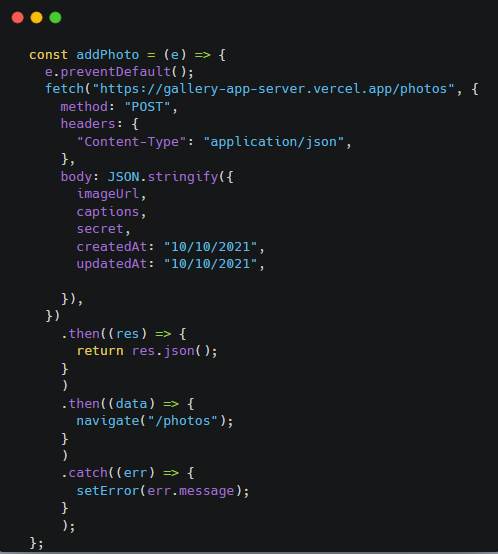 const addPhoto = (e) => {
  e.preventDefault();
  fetch("https://gallery-app-server.vercel.app/photos", {
    method: "POST",
    headers: {
      "Content-Type": "application/json",
    },
    body: JSON.stringify({
      imageUrl,
      captions,
      secret,
      createdAt: "10/10/2021",
      updatedAt: "10/10/2021",

    }),
  })
    .then((res) => {
      return res.json();
    }
    )
    .then((data) => {
      navigate("/photos");
    }
    )
    .catch((err) => {
      setError(err.message);
    }
    );
};